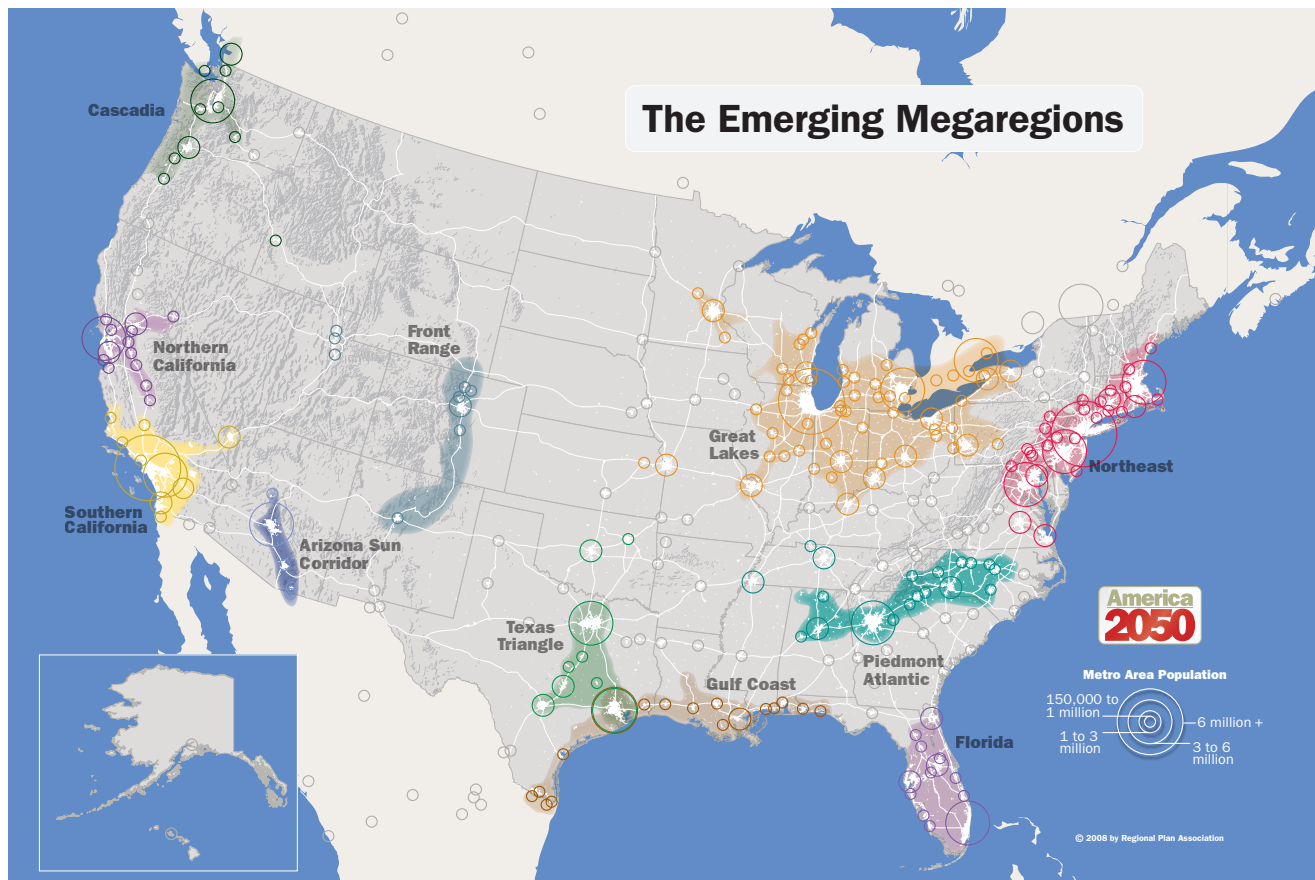 The Emerging Megaregions
Cascadia
Northern
California
Front
Range
Great
Lakes
Northeast
Southern
California
Arizona Sun
Corridor
Texas
Triangle
Gulf Coast
Piedmont
Atlantic
Florida
America
2050
Metro Area Population
150,000 to
1 million
1 to 3
million
6 million +
3 to 6
million
© 2008 by Regional Plan Association